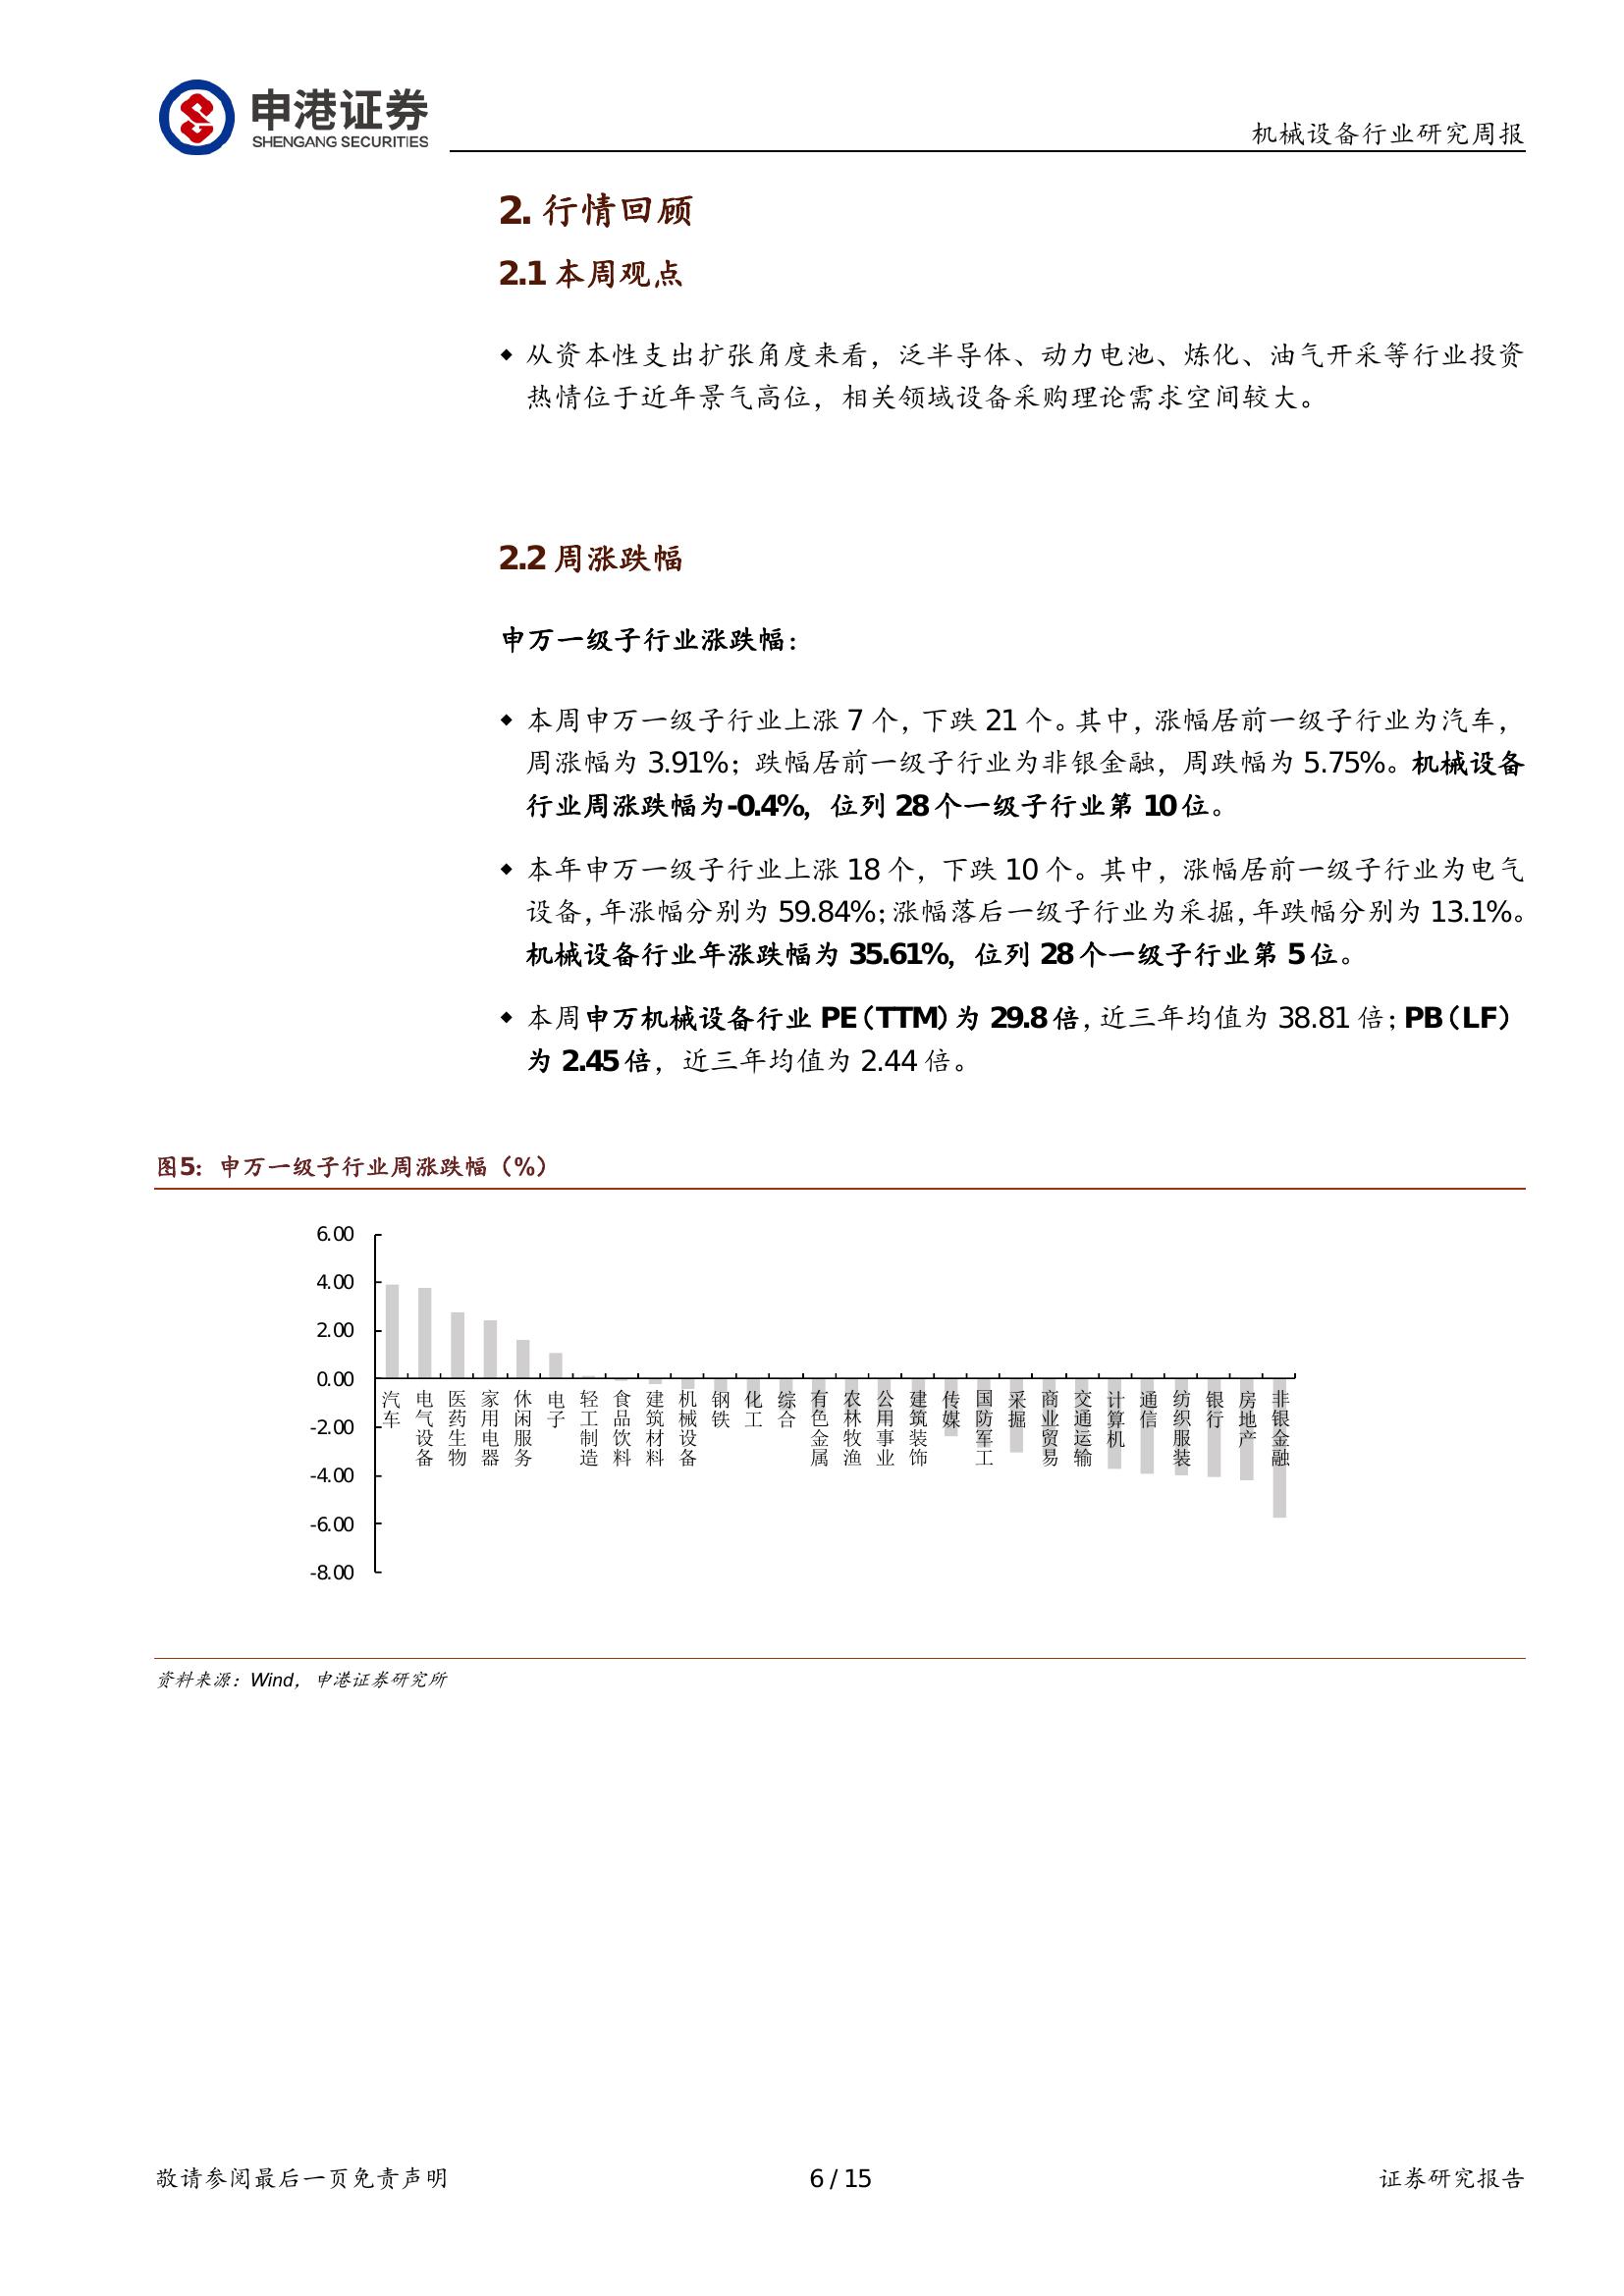 申港证券
SHENGANG SECURITIES
机械设备行业研究周报
2. 行情回顾
2.1 本周观点
◆ 从资本性支出扩张角度来看，泛半导体、动力电池、炼化、油气开采等行业投资
热情位于近年景气高位，相关领域设备采购理论需求空间较大。
2.2 周涨跌幅
申万一级子行业涨跌幅：
◆ 本周申万一级子行业上涨 7 个，下跌 21 个。其中，涨幅居前一级子行业为汽车，
周涨幅为 3.91%；跌幅居前一级子行业为非银金融，周跌幅为 5.75%。机械设备
行业周涨跌幅为-0.4%，位列 28 个一级子行业第 10 位。
◆ 本年申万一级子行业上涨 18 个，下跌 10 个。其中，涨幅居前一级子行业为电气
设备，年涨幅分别为 59.84%；涨幅落后一级子行业为采掘，年跌幅分别为 13.1%。
机械设备行业年涨跌幅为 35.61%，位列 28 个一级子行业第 5 位。
◆ 本周申万机械设备行业 PE（TTM）为 29.8 倍，近三年均值为 38.81 倍；PB（LF）
为 2.45 倍，近三年均值为 2.44 倍。
图5：申万一级子行业周涨跌幅（%）
6.00
4.00
2.00
0.00
-2.00
-4.00
-6.00
-8.00
汽车
电气设备
医药生物
家用电器
休闲服务
电子
轻工制造
食品饮料
建筑材料
机械设备
钢铁
化工
综合
有色金属
农林牧渔
公用事业
建筑装饰
传媒
国防军工
采掘
商业贸易
交通运输
计算机
通信
纺织服装
银行
房地产
非银金融
资料来源：Wind，申港证券研究所
敬请参阅最后一页免责声明
6 / 15
证券研究报告